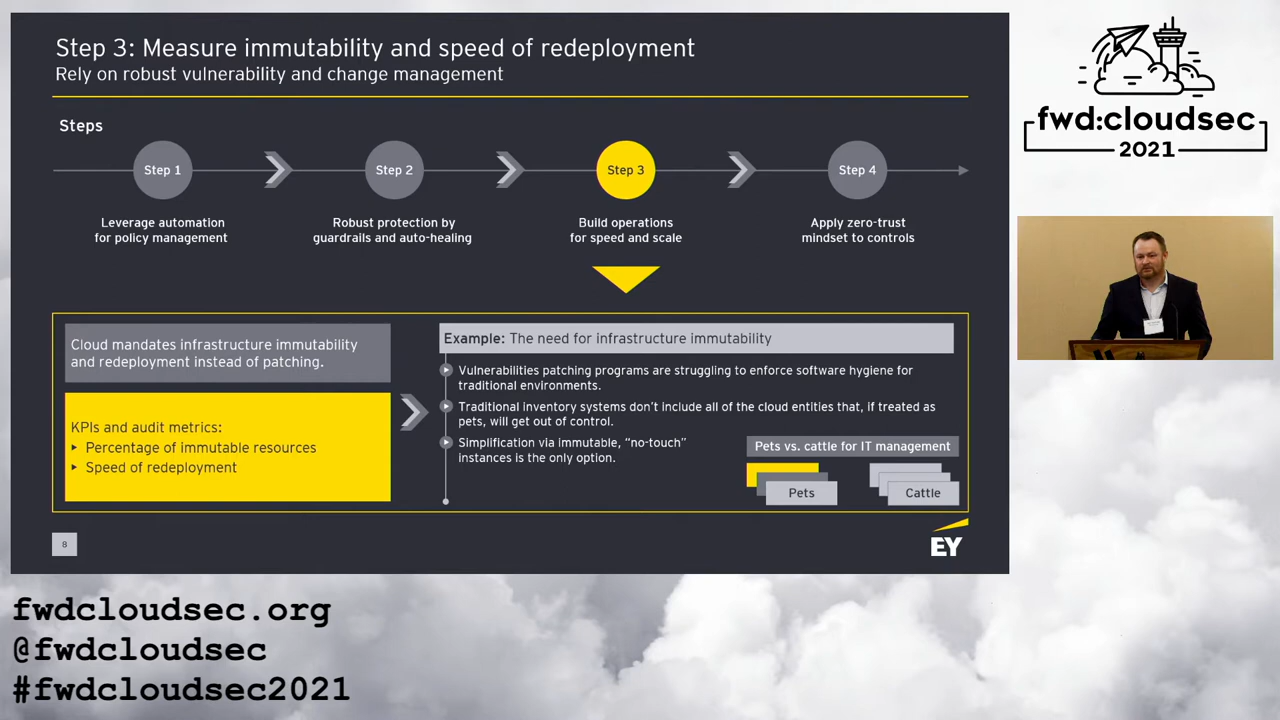 Step 3: Measure immutability and speed of redeployment
Rely on robust vulnerability and change management
Steps
Step 1
Step 2
Step 3
Step 4
Leverage automation
for policy management
Robust protection by
guardrails and auto-healing
Build operations
for speed and scale
Apply zero-trust
mindset to controls
Cloud mandates infrastructure immutability
and redeployment instead of patching.
KPIs and audit metrics:
Percentage of immutable resources
Speed of redeployment
Example: The need for infrastructure immutability
Vulnerabilities patching programs are struggling to enforce software hygiene for
traditional environments.
Traditional inventory systems don't include all of the cloud entities that, if treated as
pets, will get out of control.
Simplification via immutable, "no-touch"
instances is the only option.
Pets vs. cattle for IT management
Pets
Cattle
8
EY
fwd:cloudsec
2021
fwdcloudsec.org
@fwdcloudsec
#fwdcloudsec2021